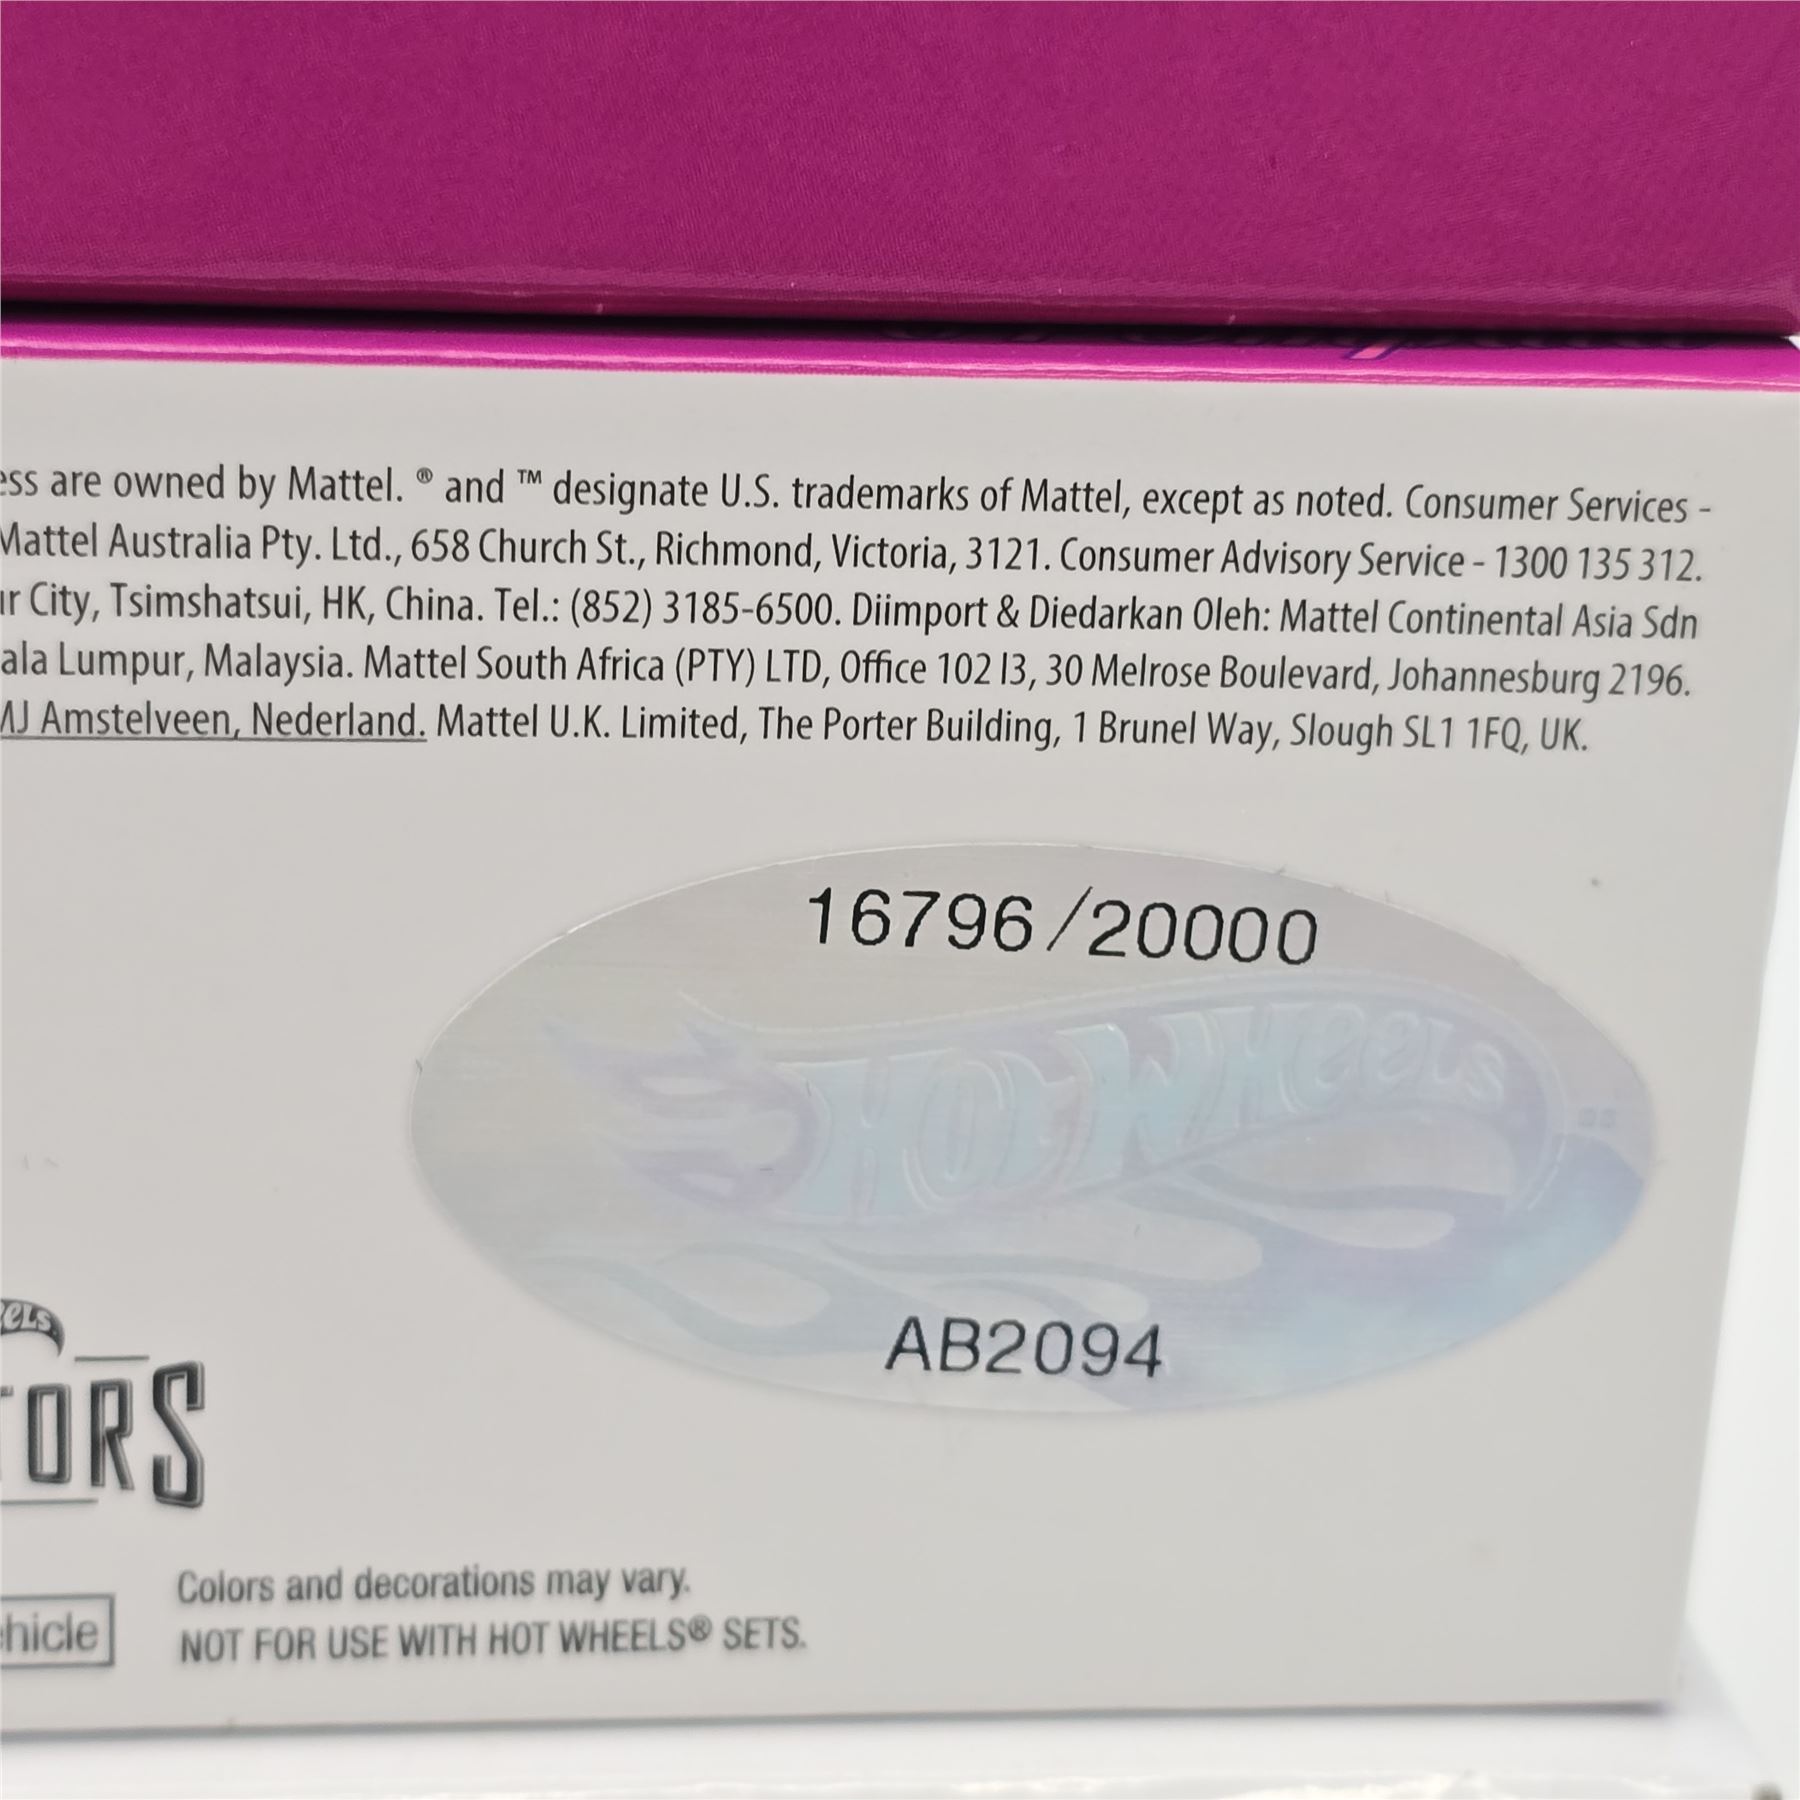 ess are owned by Mattel. ® and ™ designate U.S. trademarks of Mattel, except as noted. Consumer Services -
Mattel Australia Pty. Ltd., 658 Church St., Richmond, Victoria, 3121. Consumer Advisory Service - 1300 135 312.
ur City, Tsimshatsui, HK, China. Tel.: (852) 3185-6500. Diimport & Diedarkan Oleh: Mattel Continental Asia Sdn
ala Lumpur, Malaysia. Mattel South Africa (PTY) LTD, Office 102 I3, 30 Melrose Boulevard, Johannesburg 2196.
MJ Amstelveen, Nederland. Mattel U.K. Limited, The Porter Building, 1 Brunel Way, Slough SL1 1FQ, UK.
16796/20000
HOT WHEELS
AB2094
EELS
TORS
hicle
Colors and decorations may vary.
NOT FOR USE WITH HOT WHEELS® SETS.